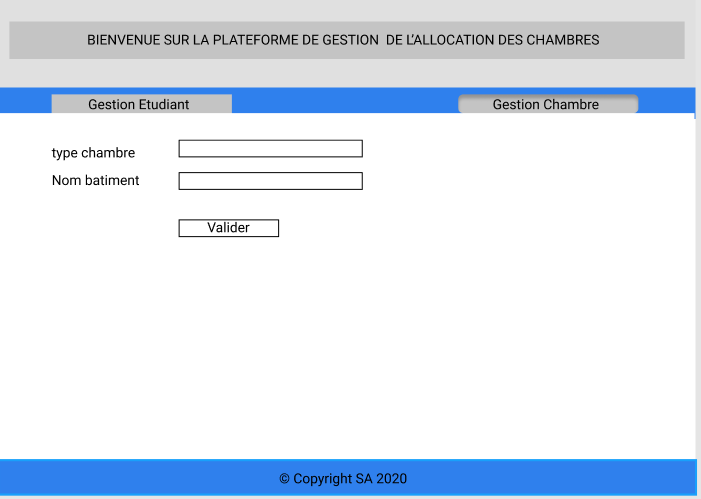 BIENVENUE SUR LA PLATEFORME DE GESTION  DE L'ALLOCATION DES CHAMBRES
Gestion Etudiant
Gestion Chambre
type chambre
Nom batiment
Valider
© Copyright SA 2020